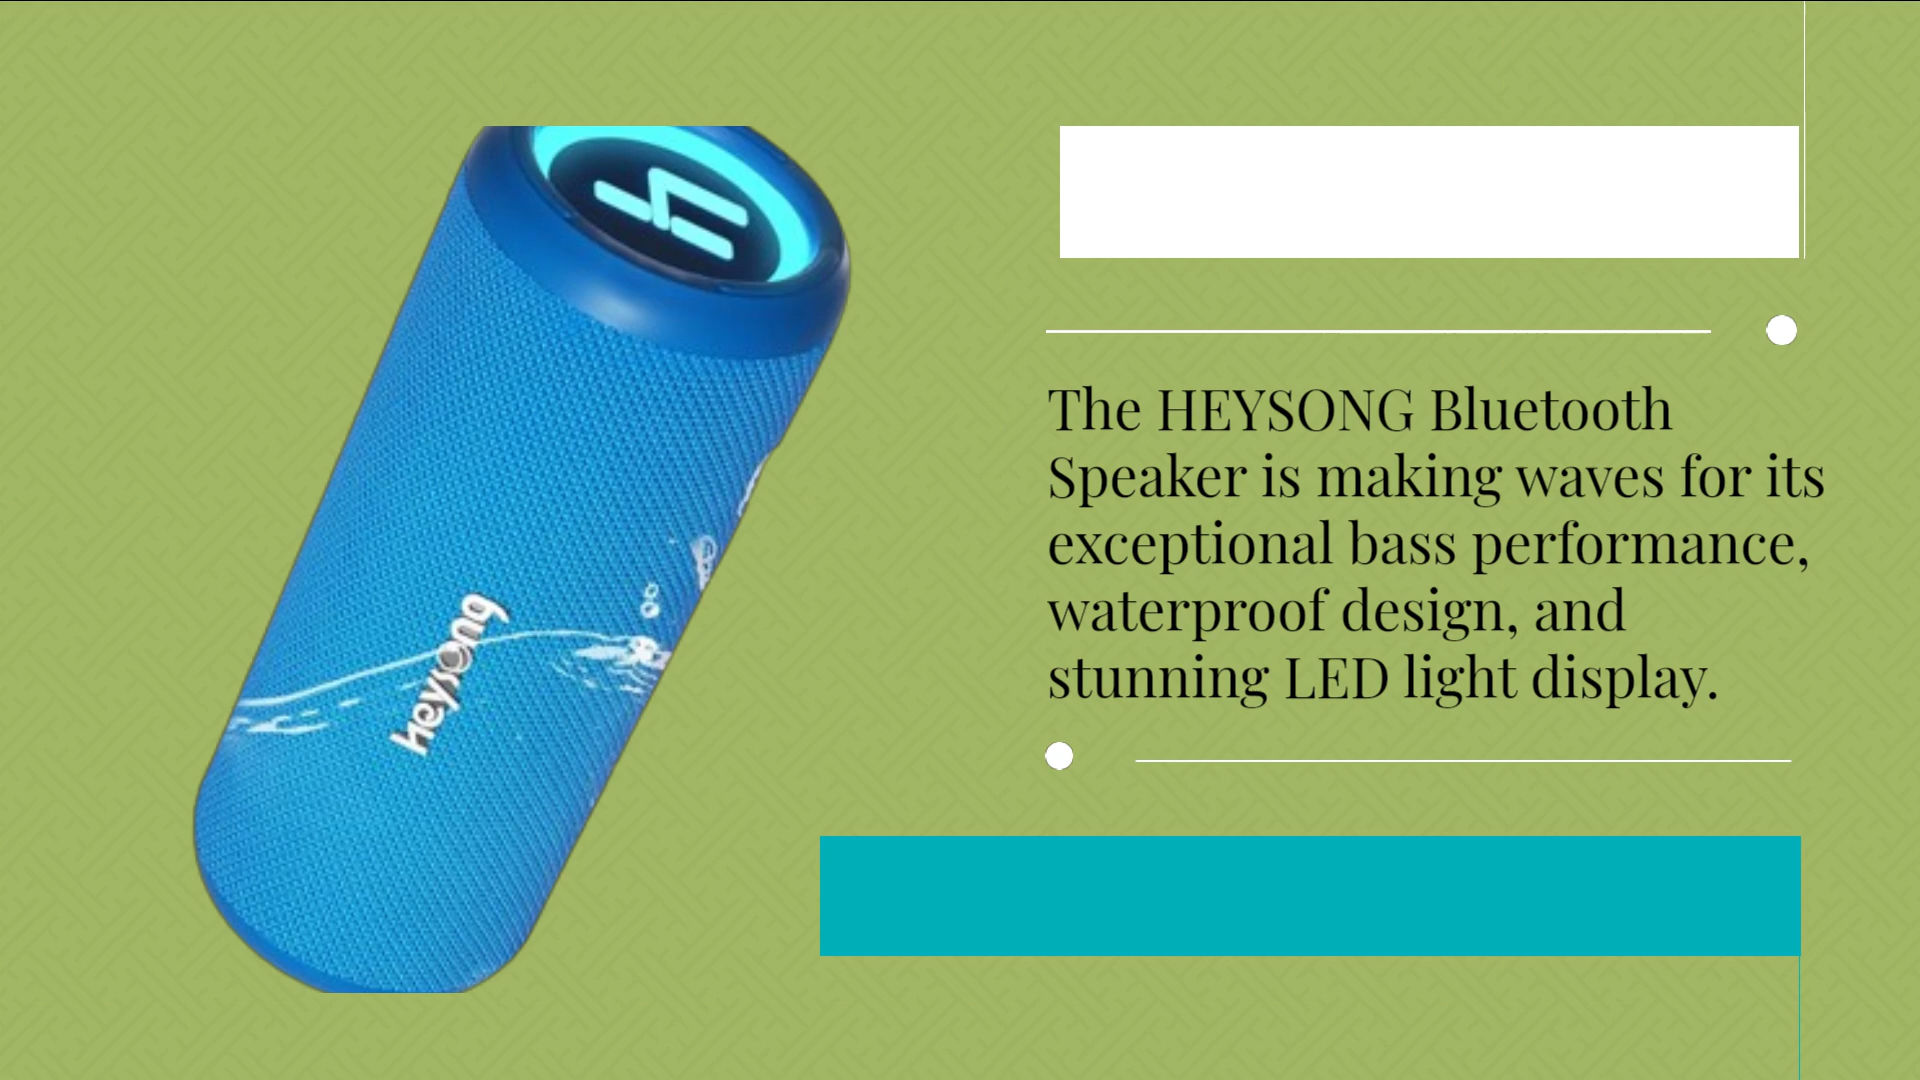 heysong
The HEYSONG Bluetooth
Speaker is making waves for its
exceptional bass performance,
waterproof design, and
stunning LED light display.